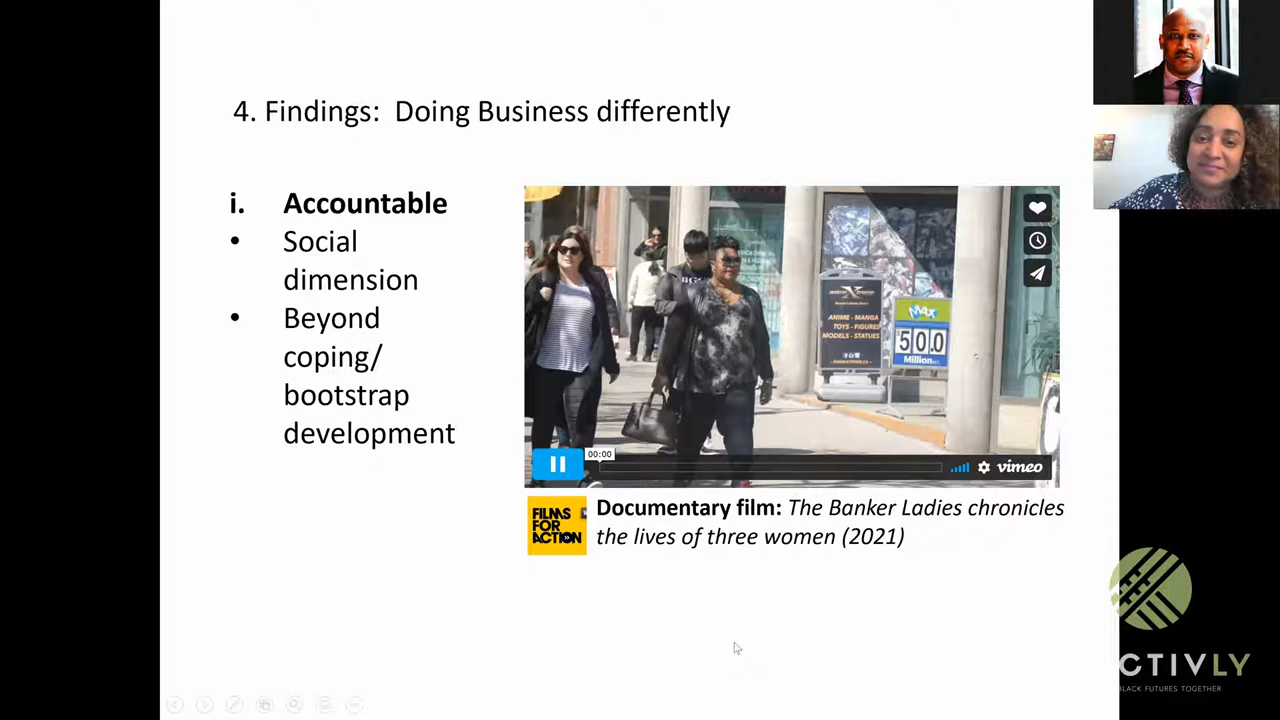 4. Findings: Doing Business differently
i. Accountable
• Social
dimension
• Beyond
coping/
bootstrap
development
ANIME - MANGA
TOYS - FIGURES
MODELS - STATUES
MAX
50.0
Million
00:00
vimeo
FILMS
FOR
ACTION
Documentary film: The Banker Ladies chronicles
the lives of three women (2021)
CTIVLY
BLACK FUTURES TOGETHER